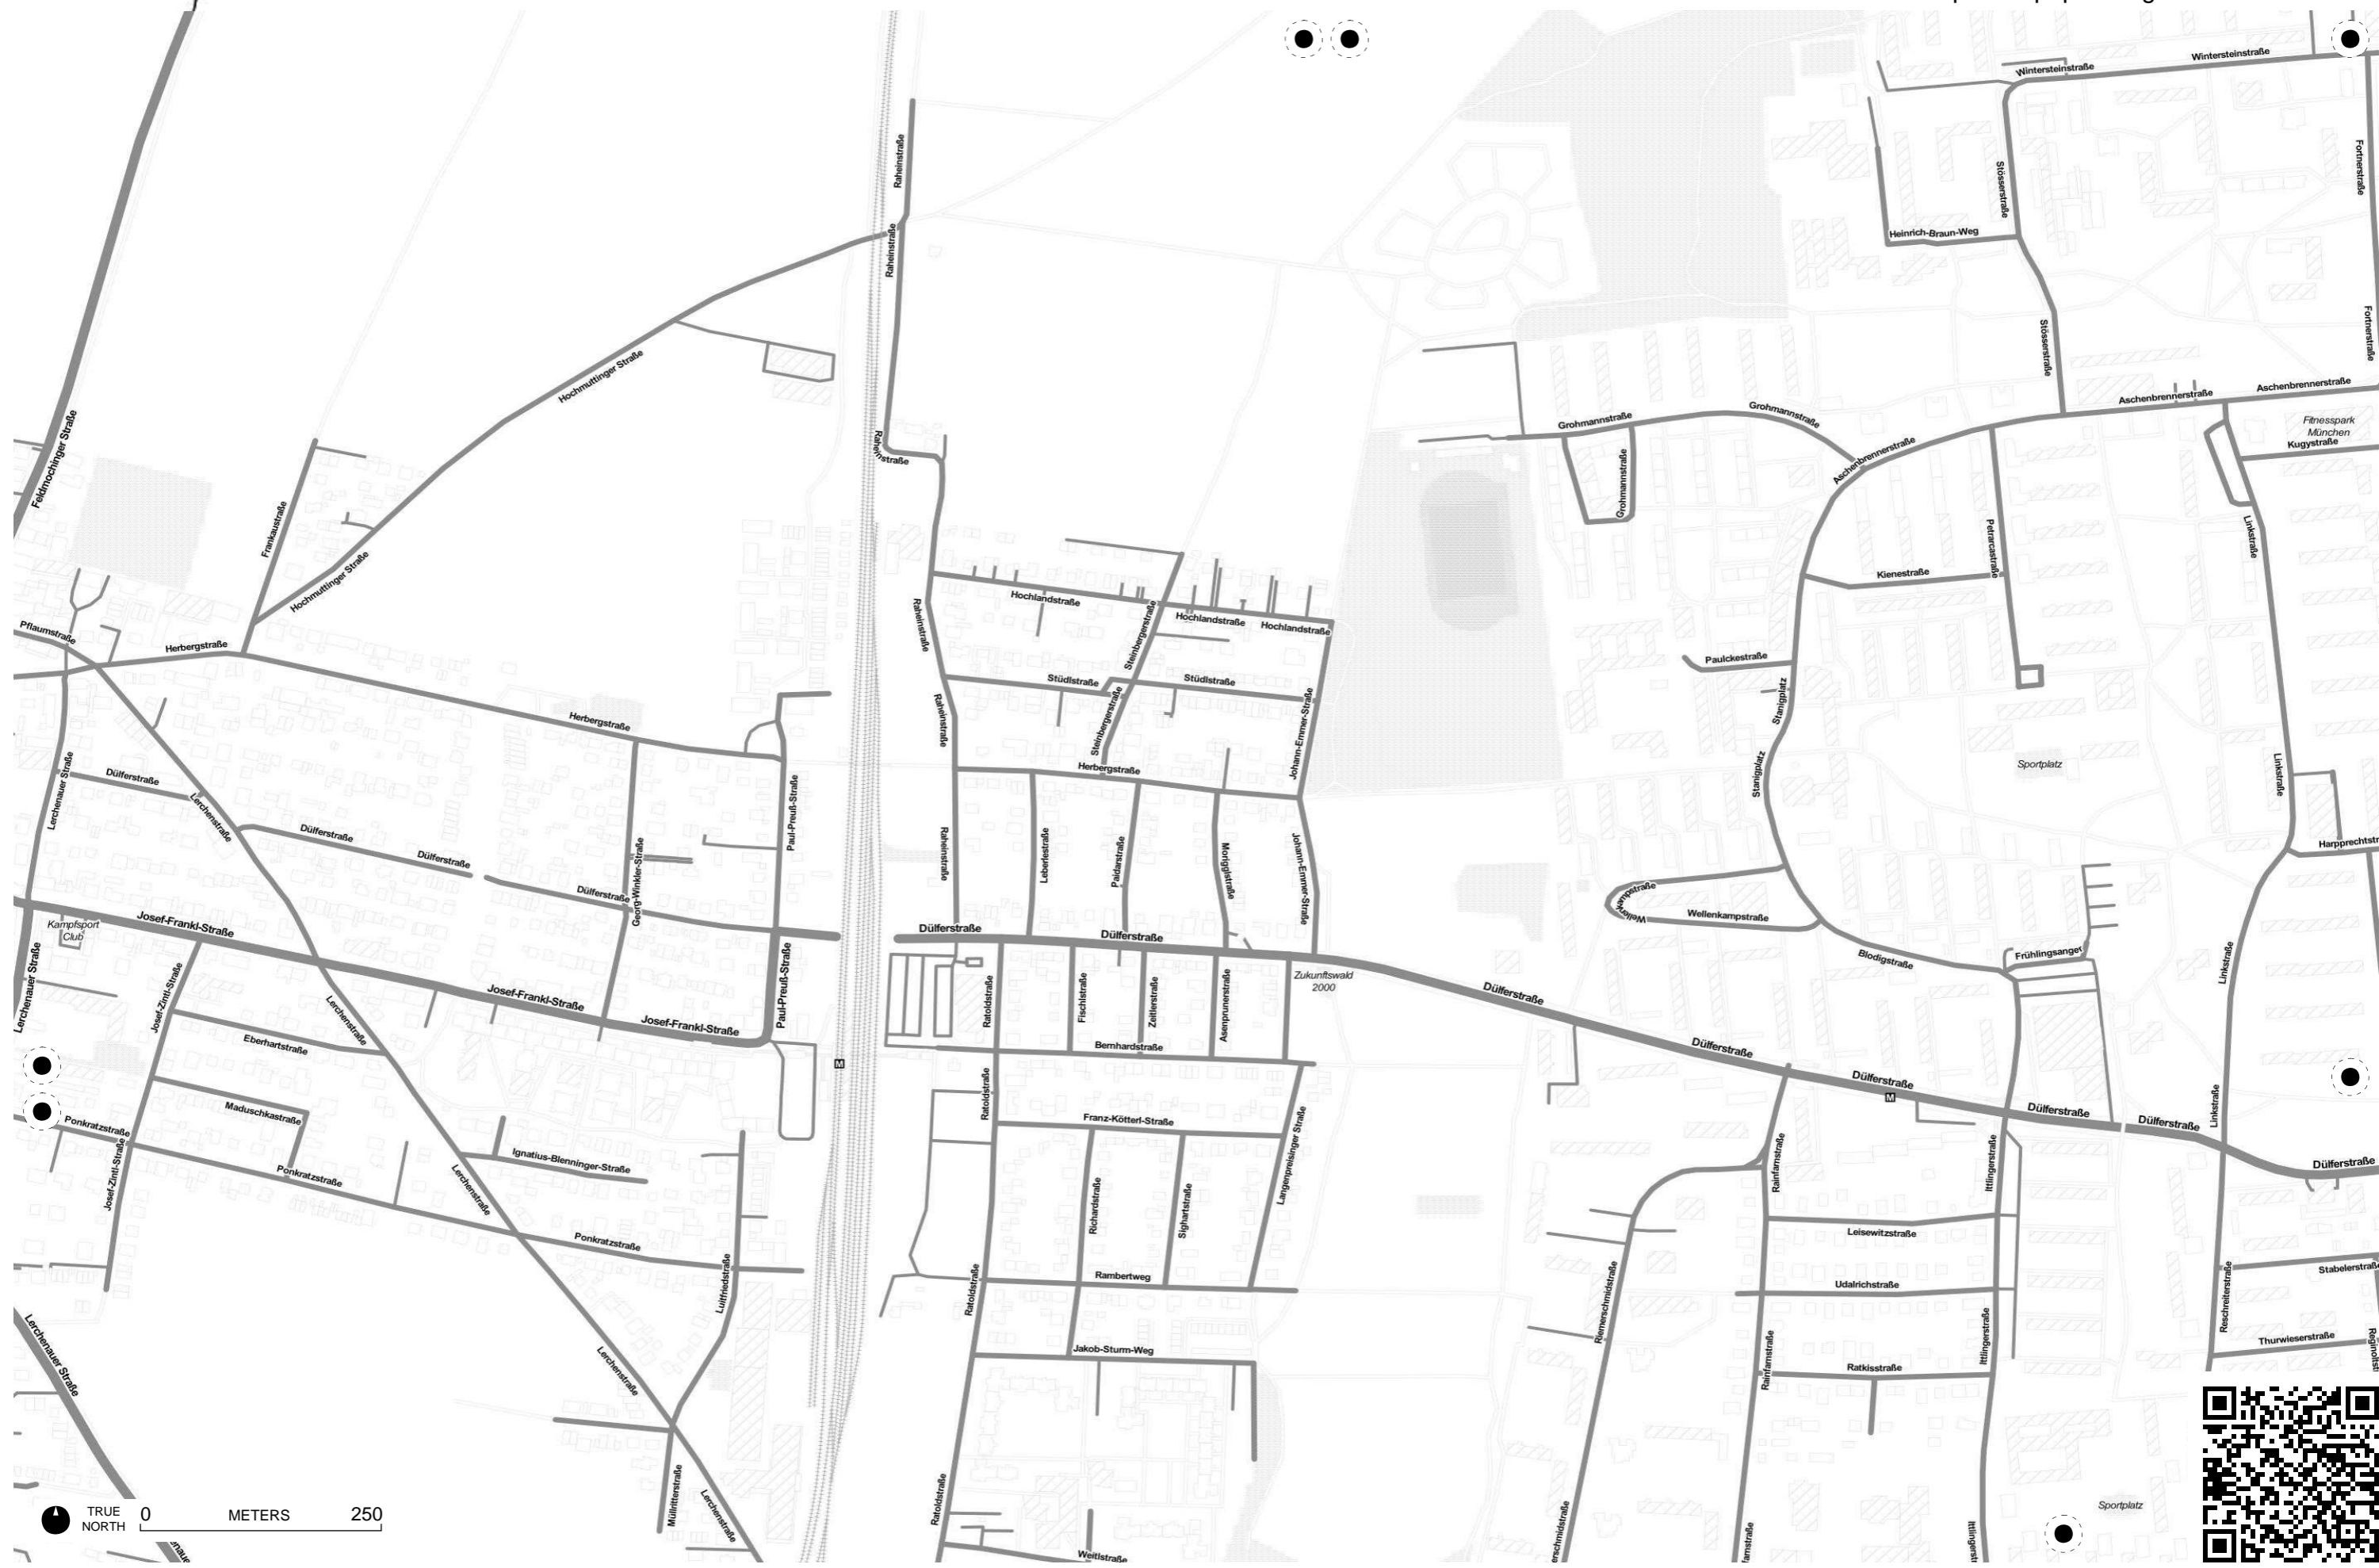 Wintersteinstraße
Wintersteinstraße
Raheinstraße
Fortnerstraße
Stösserstraße
Heinrich-Braun-Weg
Raheinstraße
Fortnerstraße
Stösserstraße
Hochmuttinger Straße
Aschenbrennerstraße
Aschenbrennerstraße
Grohmannstraße
Grohmannstraße
Fitnesspark
München
Kugystraße
Feldmochinger Straße
Raheinstraße
Aschenbrennerstraße
Grohmannstraße
Frankaustraße
Linkstraße
Petrarcastraße
Hochmuttinger Straße
Kienestraße
Hochlandstraße
Hochlandstraße
Hochlandstraße
Raheinstraße
Steinbergerstraße
Pflaumstraße
Herbergstraße
Paulckestraße
Stüdlstraße
Stüdlstraße
Stanigplatz
Raheinstraße
Steinbergerstraße
Johann-Emmer-Straße
Herbergstraße
Stanigplatz
Sportplatz
Linkstraße
Herbergstraße
Lerchenauer Straße
Dülferstraße
Lerchenstraße
Paul-Preuß-Straße
Dülferstraße
Dülferstraße
Dülferstraße
Georg-Winkler-Straße
Raheinstraße
Leberlestraße
Paidarstraße
Morigglstraße
Johann-Emmer-Straße
Harpprechtstr
Wellenkampstraße
Wellenkampstraße
Josef-Frankl-Straße
Kampfsport
Club
Dülferstraße
Dülferstraße
Blodigstraße
Frühlingsanger
Lerchenauer Straße
Josef-Zintl-Straße
Lerchenstraße
Josef-Frankl-Straße
Josef-Frankl-Straße
Paul-Preuß-Straße
Ratoldstraße
Fischlstraße
Zeitlerstraße
Asenprunerstraße
Zukunftswald
2000
Dülferstraße
Linkstraße
Eberhartstraße
Bernhardstraße
Dülferstraße
M
Dülferstraße
M
Maduschkastraße
Ponkratzstraße
Ratoldstraße
Franz-Kötterl-Straße
Dülferstraße
Dülferstraße
Linkstraße
Josef-Zintl-Straße
Ponkratzstraße
Ignatius-Blenninger-Straße
Lerchenstraße
Richardstraße
Sighartstraße
Langenpreisinger Straße
Rainfarnstraße
Ittlingerstraße
Dülferstraße
Leisewitzstraße
Ponkratzstraße
Luitfriedstraße
Ratoldstraße
Rambertweg
Riemerschmidstraße
Udalrichstraße
Reschreiterstraße
Stabelerstraß
Lerchenauer Straße
Lerchenstraße
Jakob-Sturm-Weg
Rainfarnstraße
Ratkisstraße
Ittlingerstraße
Thurwieserstraße
Müllritterstraße
Lerchenstraße
Ratoldstraße
Sportplatz
TRUE
NORTH
0 METERS 250
Weitlstraße
erschmidstraße
arnstraße
Ittlingerst